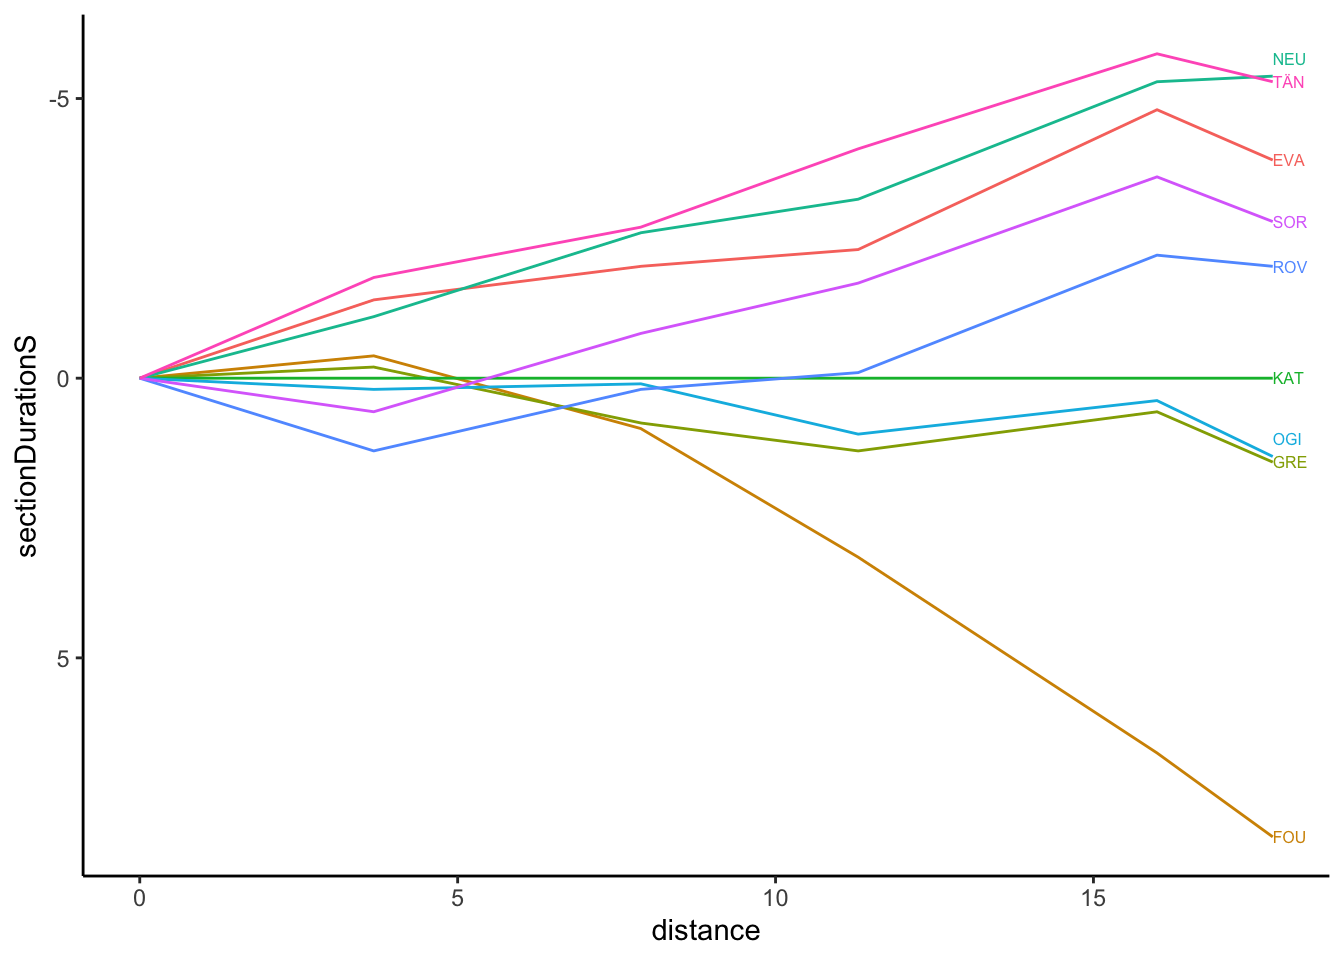 NEU
-5
TÄN
EVA
SOR
ROV
0
KAT
OGI
GRE
sectionDurationS
5
FOU
0 5 10 15
distance